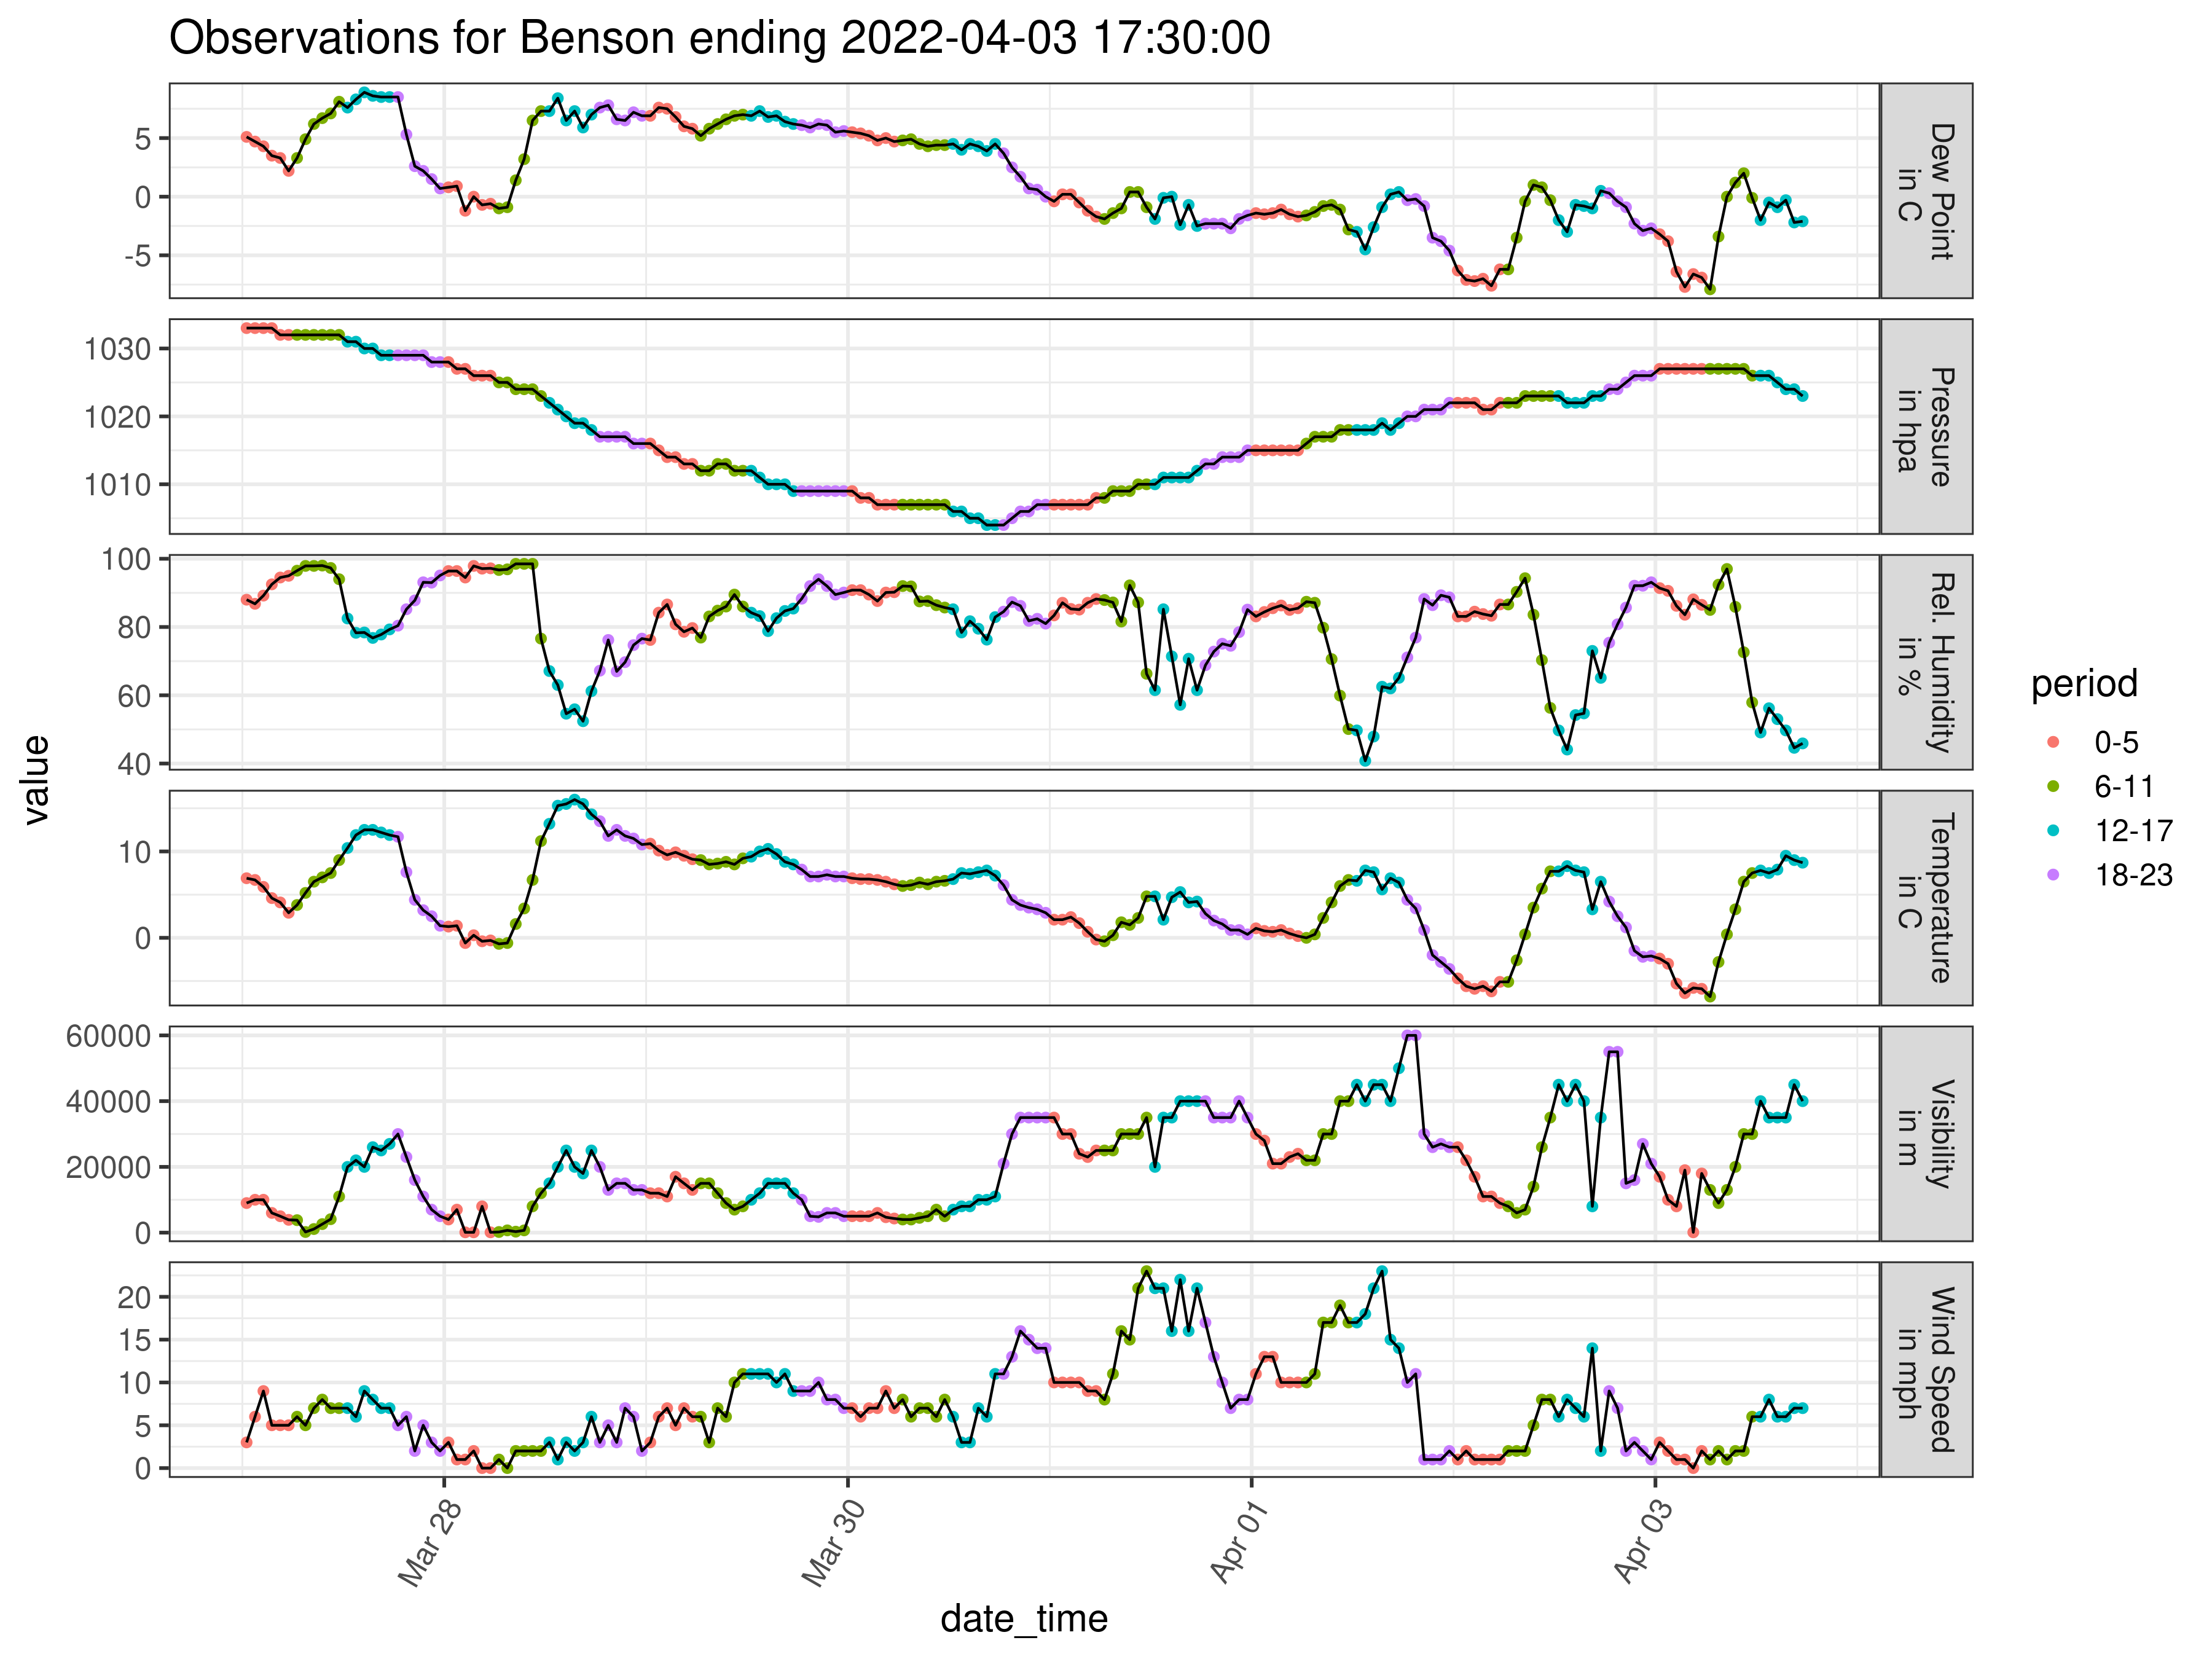 Observations for Benson ending 2022-04-03 17:30:00
value
5
0
-5
Dew Point
in C
1030
1020
1010
Pressure
in hpa
100
80
60
40
Rel. Humidity
in %
10
0
Temperature
in C
60000
40000
20000
0
Visibility
in m
20
15
10
5
0
Wind Speed
in mph
Mar 28
Mar 30
Apr 01
Apr 03
date_time
period
0-5
6-11
12-17
18-23